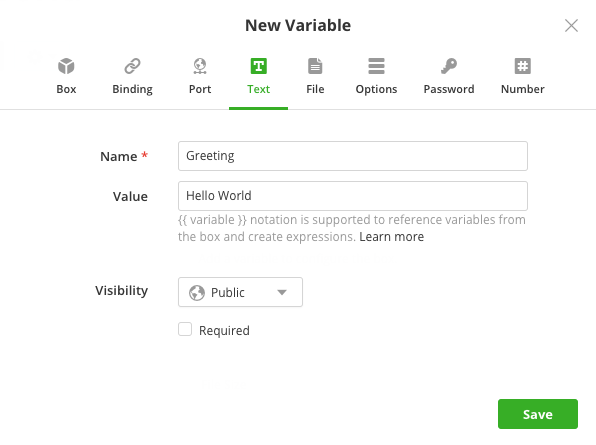 New Variable
Box Binding Port Text File Options Password Number
Name *
Greeting
Value
Hello World
{{ variable }} notation is supported to reference variables from
the box and create expressions. Learn more
Visibility
Public
Required
Save